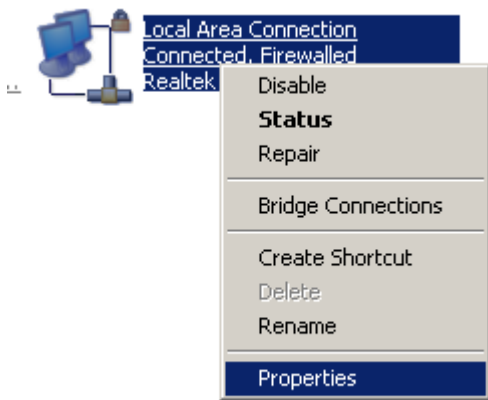 Local Area Connection
Connected, Firewalled
Realtek
Disable
Status
Repair
Bridge Connections
Create Shortcut
Delete
Rename
Properties